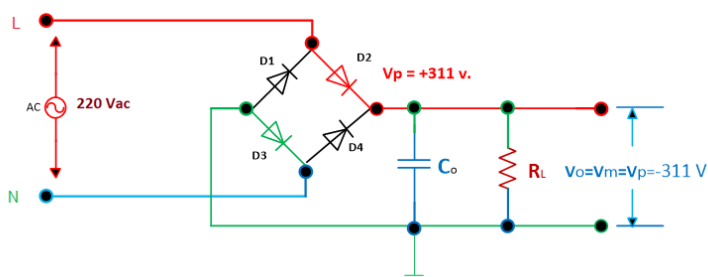 L
D1
D2
Vp = +311 v.
AC
220 Vac
D3
D4
Co
RL
Vo=Vm=Vp=-311 V
N